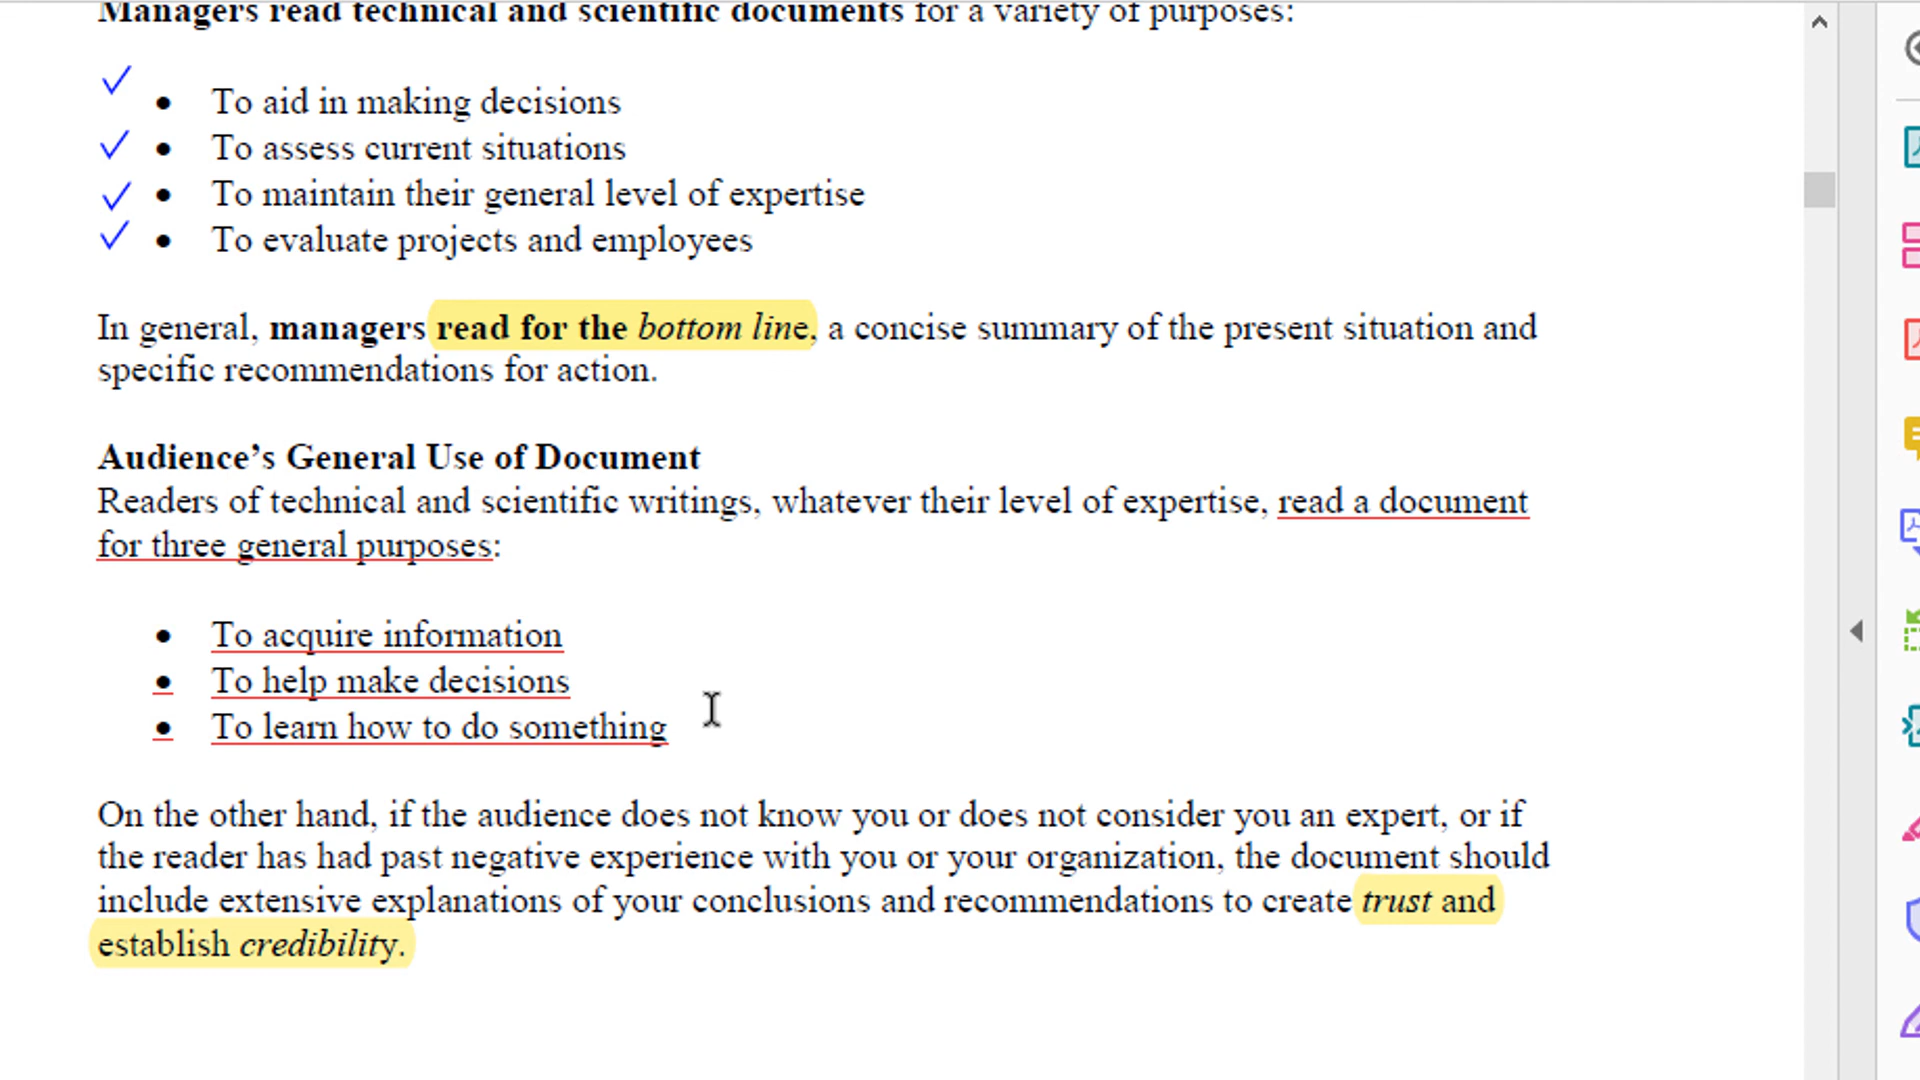 Managers read technical and scientific documents for a variety of purposes:
• To aid in making decisions
• To assess current situations
• To maintain their general level of expertise
• To evaluate projects and employees
In general, managers read for the bottom line, a concise summary of the present situation and
specific recommendations for action.
Audience’s General Use of Document
Readers of technical and scientific writings, whatever their level of expertise, read a document
for three general purposes:
• To acquire information
• To help make decisions
• To learn how to do something
On the other hand, if the audience does not know you or does not consider you an expert, or if
the reader has had past negative experience with you or your organization, the document should
include extensive explanations of your conclusions and recommendations to create trust and
establish credibility.